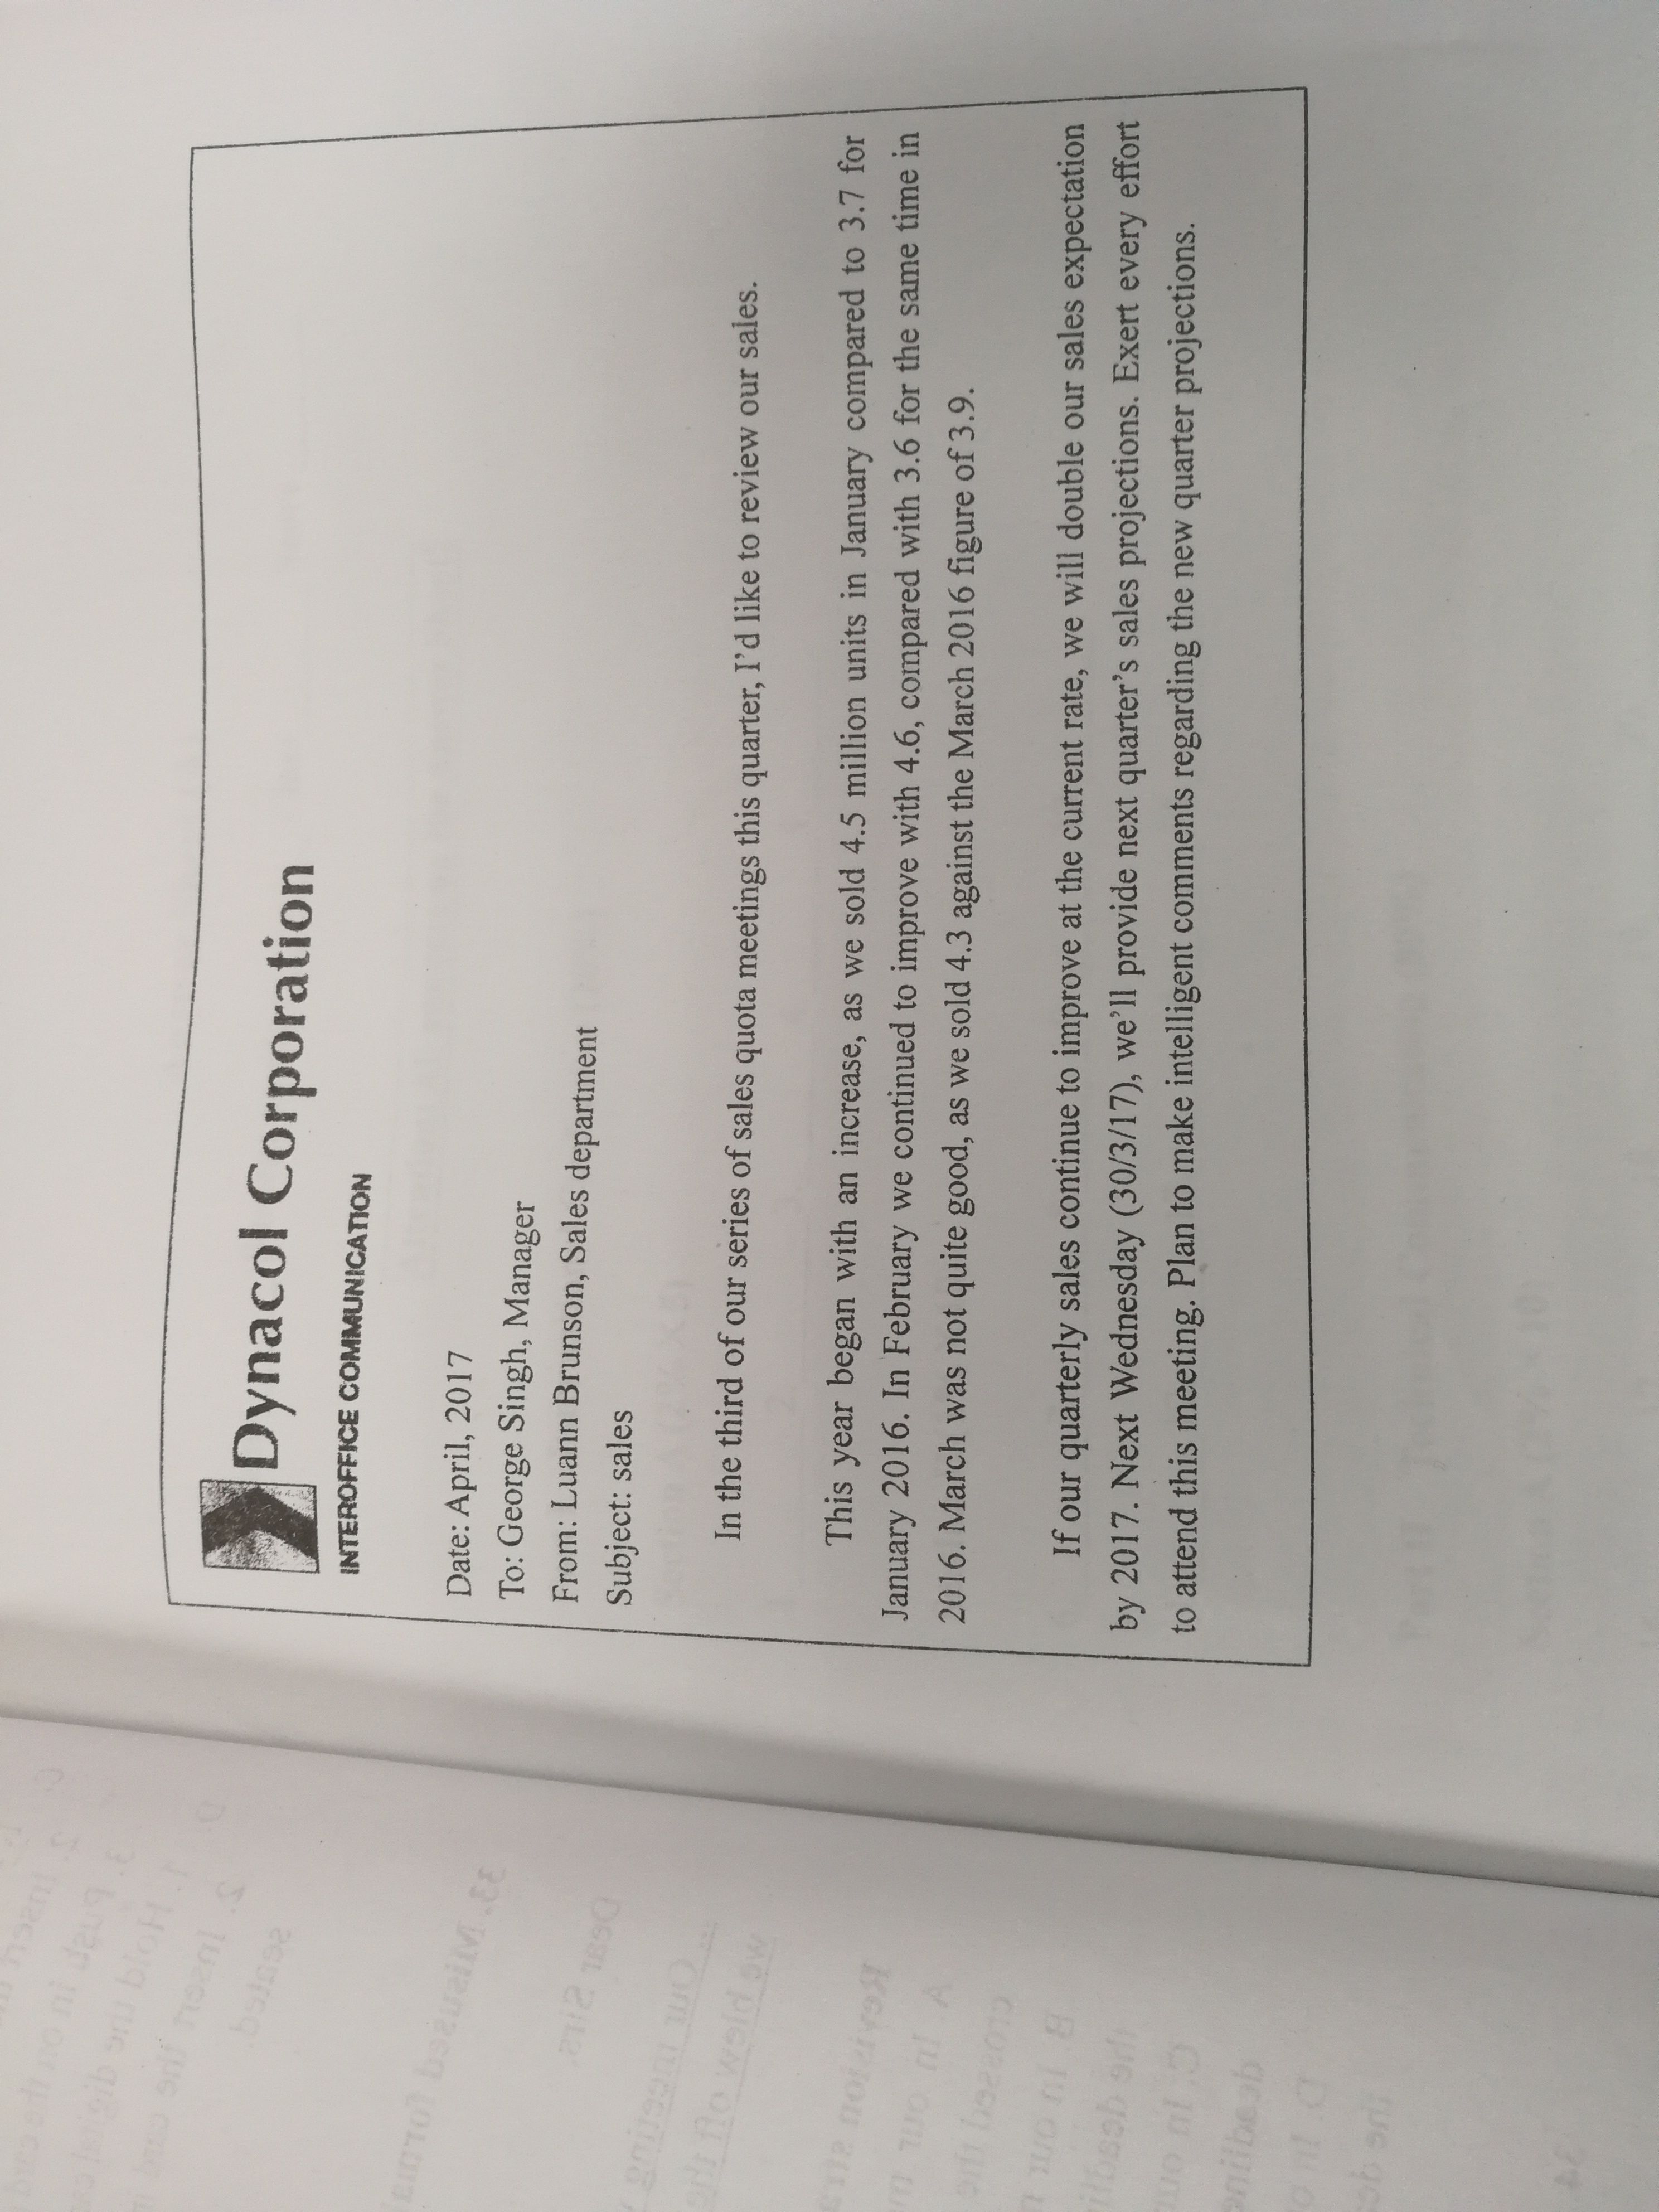 Dynacol Corporation
INTEROFFICE COMMUNICATION
Date: April, 2017
To: George Singh, Manager
From: Luann Brunson, Sales department
Subject: sales
In the third of our series of sales quota meetings this quarter, I'd like to review our sales.
This year began with an increase, as we sold 4.5 million units in January compared to 3.7 for
January 2016. In February we continued to improve with 4.6, compared with 3.6 for the same time in
2016. March was not quite good, as we sold 4.3 against the March 2016 figure of 3.9.
If our quarterly sales continue to improve at the current rate, we will double our sales expectation
by 2017. Next Wednesday (30/3/17), we'll provide next quarter's sales projections. Exert every effort
to attend this meeting. Plan to make intelligent comments regarding the new quarter projections.